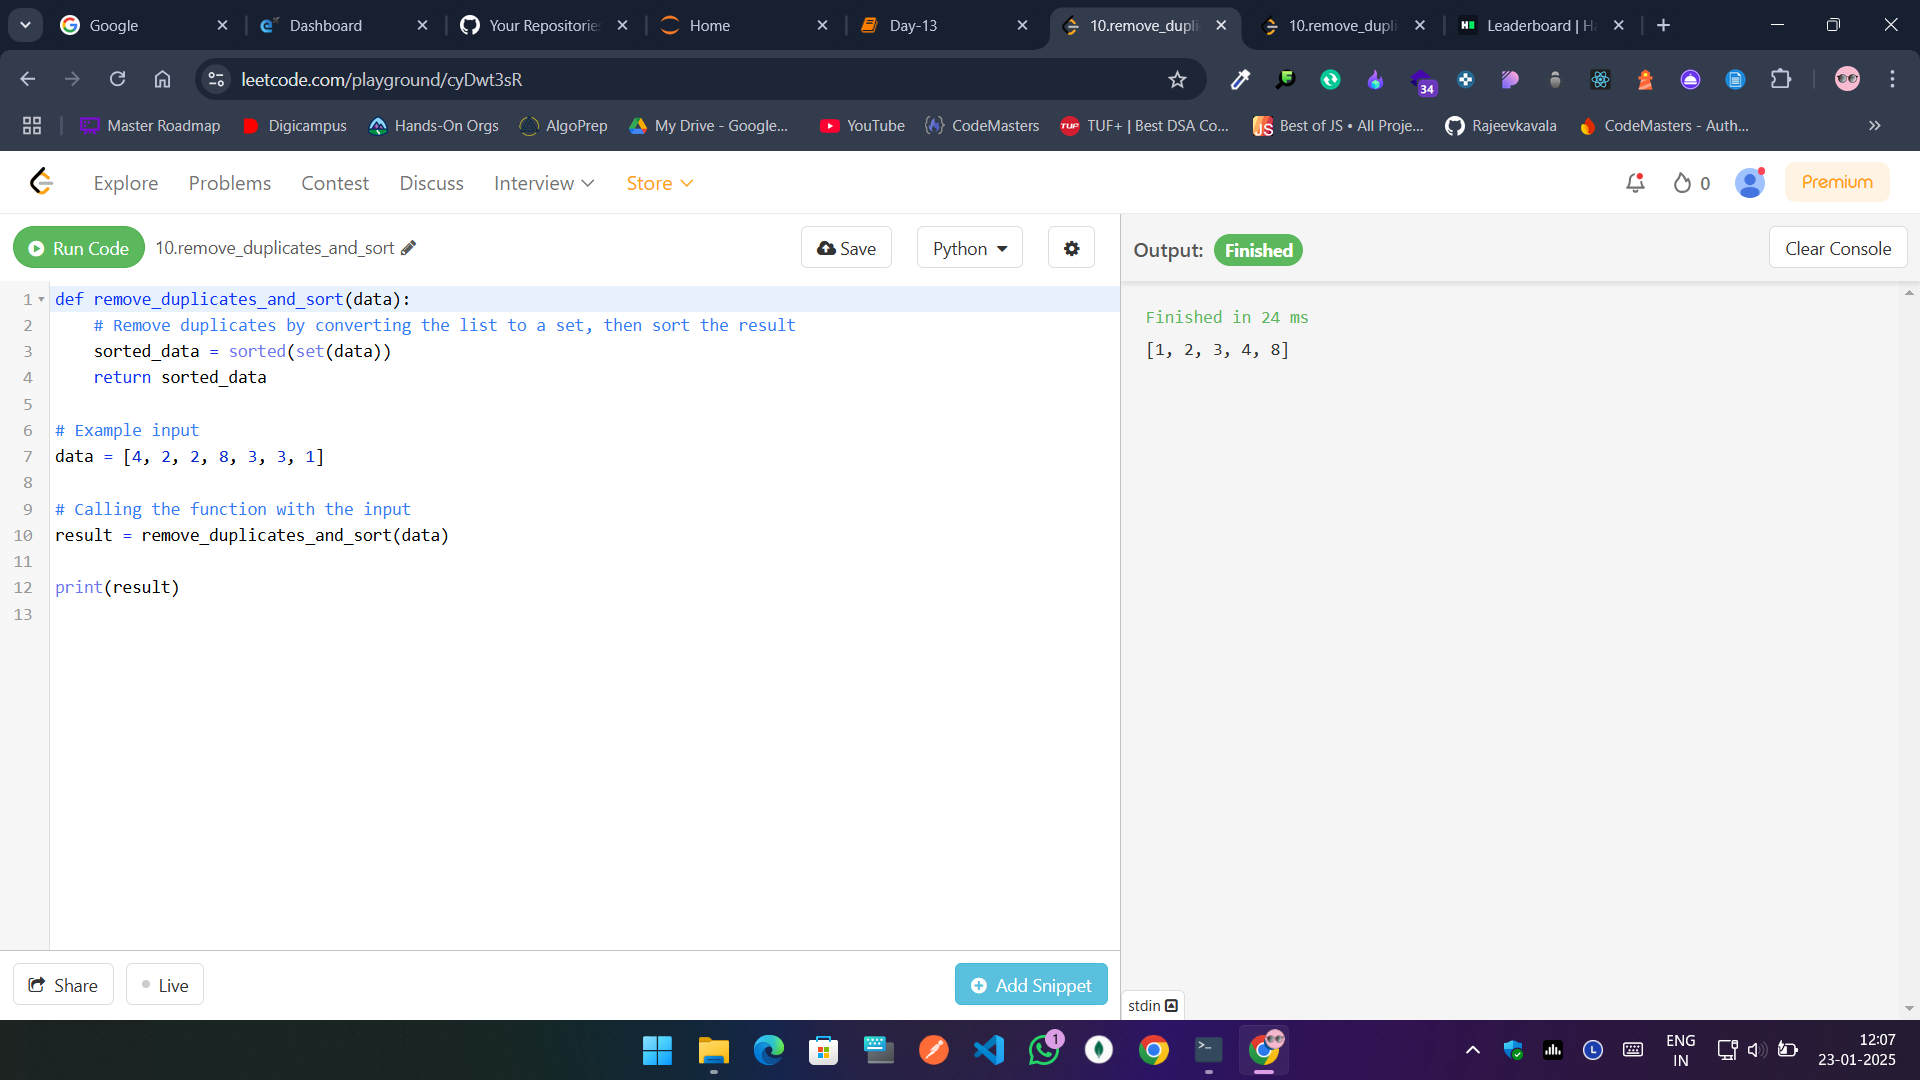 Google
Dashboard
Your Repositories
Home
Day-13
10.remove_dupli
10.remove_dupli
Leaderboard | Ha
leetcode.com/playground/cyDwt3sR
34
Master Roadmap
Digicampus
Hands-On Orgs
AlgoPrep
My Drive - Google...
YouTube
CodeMasters
TUF+ | Best DSA Co...
Best of JS • All Proje...
Rajeevkavala
CodeMasters - Auth...
Explore
Problems
Contest
Discuss
Interview
Store
0
Premium
Run Code
10.remove_duplicates_and_sort
Save
Python
Output:
Finished
Clear Console
1 def remove_duplicates_and_sort(data):
2     # Remove duplicates by converting the list to a set, then sort the result
3     sorted_data = sorted(set(data))
4     return sorted_data
5
6 # Example input
7 data = [4, 2, 2, 8, 3, 3, 1]
8
9 # Calling the function with the input
10 result = remove_duplicates_and_sort(data)
11
12 print(result)
13
Finished in 24 ms
[1, 2, 3, 4, 8]
Share
Live
Add Snippet
stdin
1
ENG
IN
12:07
23-01-2025